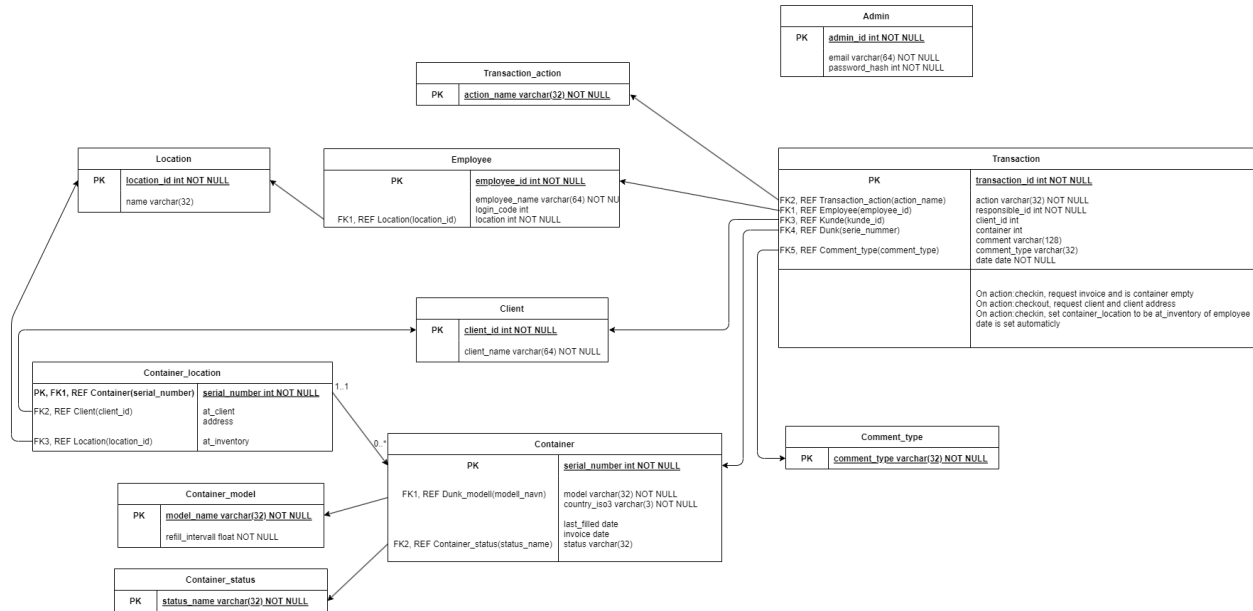 Admin
PK admin_id int NOT NULL
email varchar(64) NOT NULL
password_hash int NOT NULL
Transaction_action
PK action_name varchar(32) NOT NULL
Location
PK location_id int NOT NULL
name varchar(32)
Employee
PK employee_id int NOT NULL
employee_name varchar(64) NOT NU
login_code int
FK1, REF Location(location_id) location int NOT NULL
Transaction
PK transaction_id int NOT NULL
FK2, REF Transaction_action(action_name) action varchar(32) NOT NULL
FK1, REF Employee(employee_id) responsible_id int NOT NULL
FK3, REF Kunde(kunde_id) client_id int
FK4, REF Dunk(serie_nummer) container int
comment varchar(128)
FK5, REF Comment_type(comment_type) comment_type varchar(32)
date date NOT NULL
On action:checkin, request invoice and is container empty
On action:checkout, request client and client address
On action:checkin, set container_location to be at_inventory of employee
date is set automaticly
Client
PK client_id int NOT NULL
client_name varchar(64) NOT NULL
Container_location
PK, FK1, REF Container(serial_number) serial_number int NOT NULL
1..1
FK2, REF Client(client_id) at_client
address
FK3, REF Location(location_id) at_inventory
0..*
Container
PK serial_number int NOT NULL
FK1, REF Dunk_modell(modell_navn) model varchar(32) NOT NULL
country_iso3 varchar(3) NOT NULL
last_filled date
invoice date
FK2, REF Container_status(status_name) status varchar(32)
Comment_type
PK comment_type varchar(32) NOT NULL
Container_model
PK model_name varchar(32) NOT NULL
refill_intervall float NOT NULL
Container_status
PK status_name varchar(32) NOT NULL